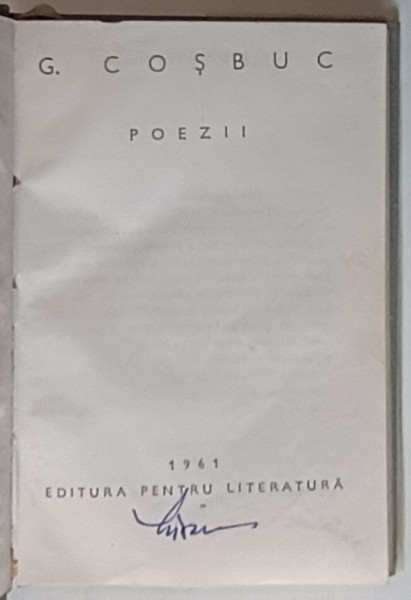 G. COŞBUC
POEZII
1961
EDITURA PENTRU LITERATURĂ